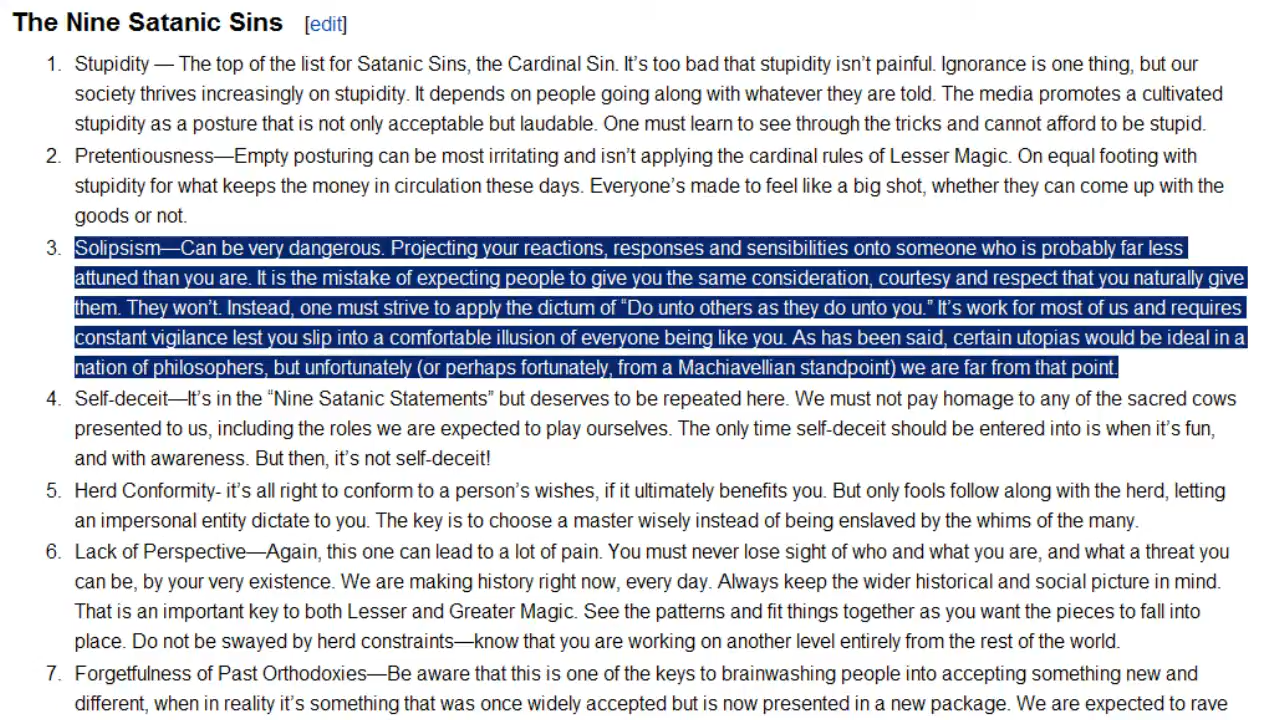 The Nine Satanic Sins [edit]
1. Stupidity — The top of the list for Satanic Sins, the Cardinal Sin. It’s too bad that stupidity isn’t painful. Ignorance is one thing, but our
society thrives increasingly on stupidity. It depends on people going along with whatever they are told. The media promotes a cultivated
stupidity as a posture that is not only acceptable but laudable. One must learn to see through the tricks and cannot afford to be stupid.
2. Pretentiousness—Empty posturing can be most irritating and isn’t applying the cardinal rules of Lesser Magic. On equal footing with
stupidity for what keeps the money in circulation these days. Everyone’s made to feel like a big shot, whether they can come up with the
goods or not.
3. Solipsism—Can be very dangerous. Projecting your reactions, responses and sensibilities onto someone who is probably far less
attuned than you are. It is the mistake of expecting people to give you the same consideration, courtesy and respect that you naturally give
them. They won’t. Instead, one must strive to apply the dictum of “Do unto others as they do unto you.” It’s work for most of us and requires
constant vigilance lest you slip into a comfortable illusion of everyone being like you. As has been said, certain utopias would be ideal in a
nation of philosophers, but unfortunately (or perhaps fortunately, from a Machiavellian standpoint) we are far from that point.
4. Self-deceit—It’s in the “Nine Satanic Statements” but deserves to be repeated here. We must not pay homage to any of the sacred cows
presented to us, including the roles we are expected to play ourselves. The only time self-deceit should be entered into is when it’s fun,
and with awareness. But then, it’s not self-deceit!
5. Herd Conformity- it’s all right to conform to a person’s wishes, if it ultimately benefits you. But only fools follow along with the herd, letting
an impersonal entity dictate to you. The key is to choose a master wisely instead of being enslaved by the whims of the many.
6. Lack of Perspective—Again, this one can lead to a lot of pain. You must never lose sight of who and what you are, and what a threat you
can be, by your very existence. We are making history right now, every day. Always keep the wider historical and social picture in mind.
That is an important key to both Lesser and Greater Magic. See the patterns and fit things together as you want the pieces to fall into
place. Do not be swayed by herd constraints—know that you are working on another level entirely from the rest of the world.
7. Forgetfulness of Past Orthodoxies—Be aware that this is one of the keys to brainwashing people into accepting something new and
different, when in reality it’s something that was once widely accepted but is now presented in a new package. We are expected to rave